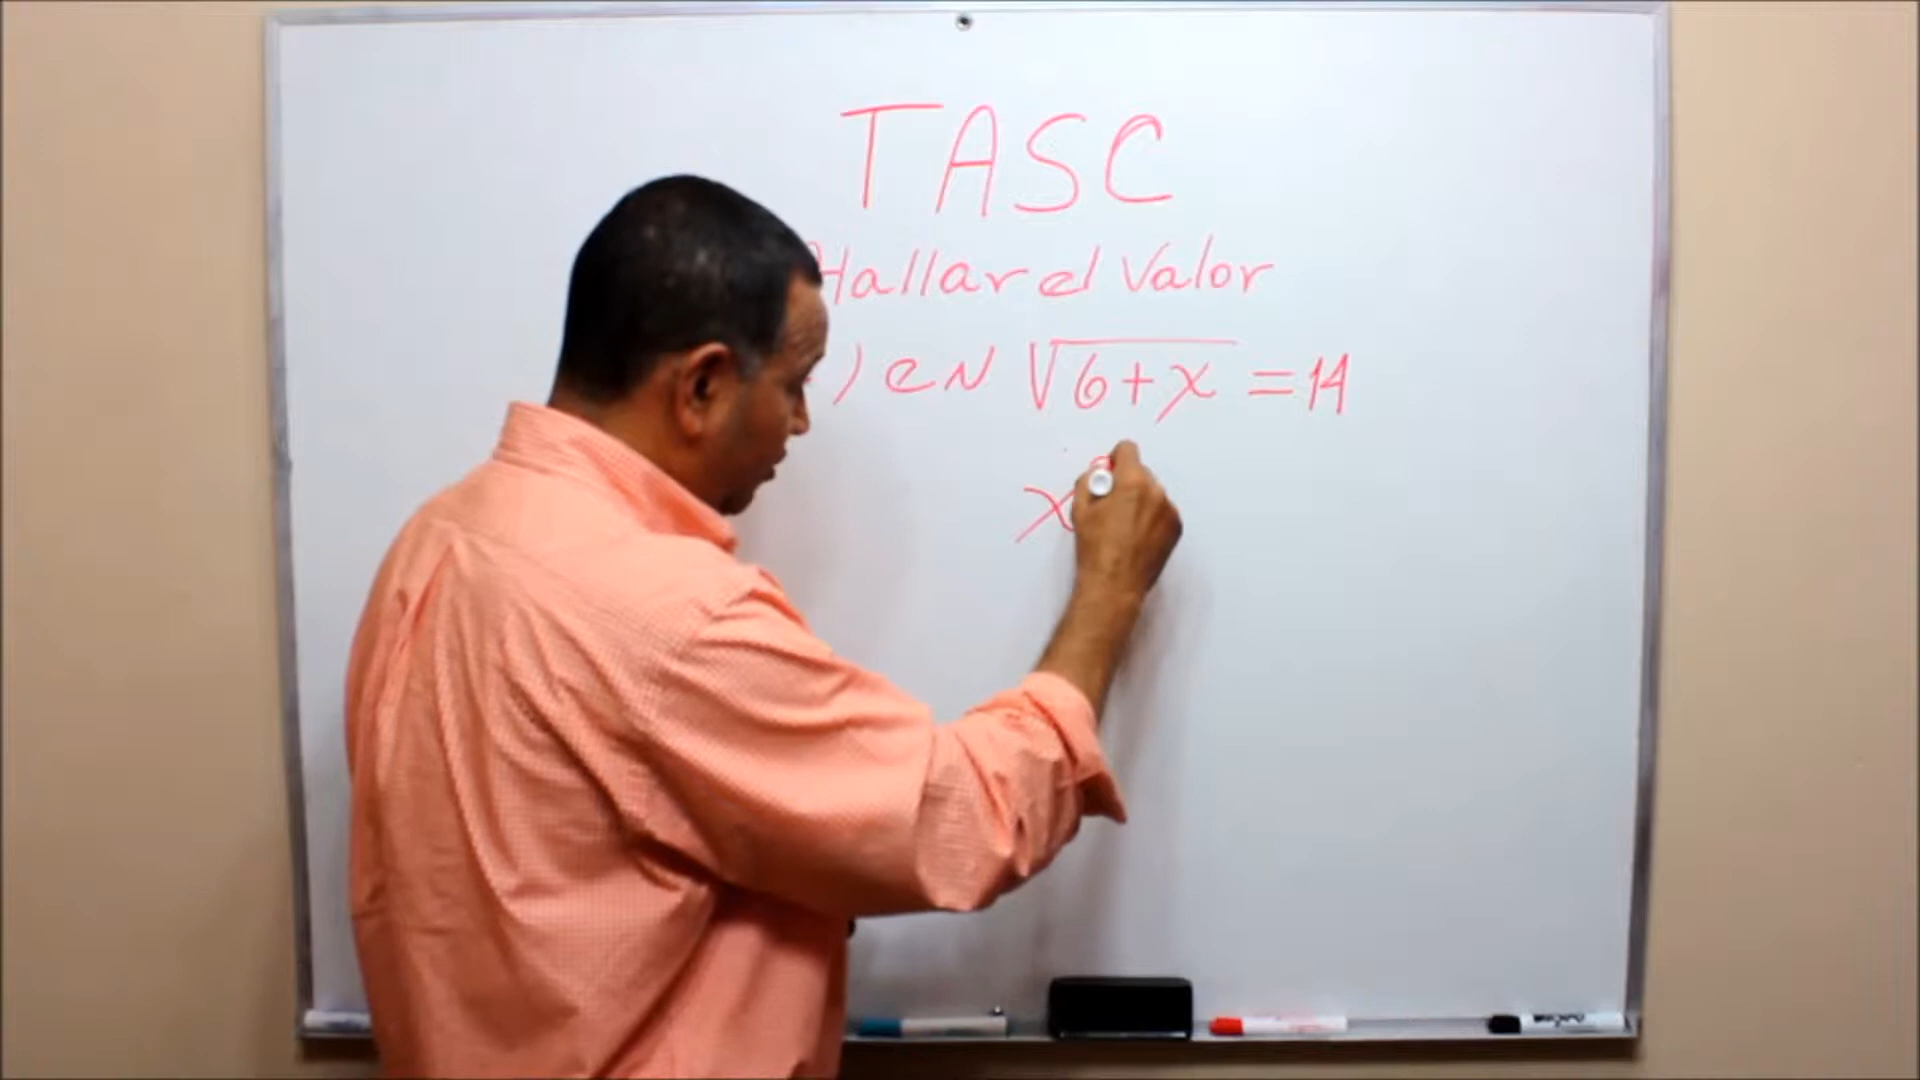 TASC
Hallar el Valor
) eN √6+x = 14
x